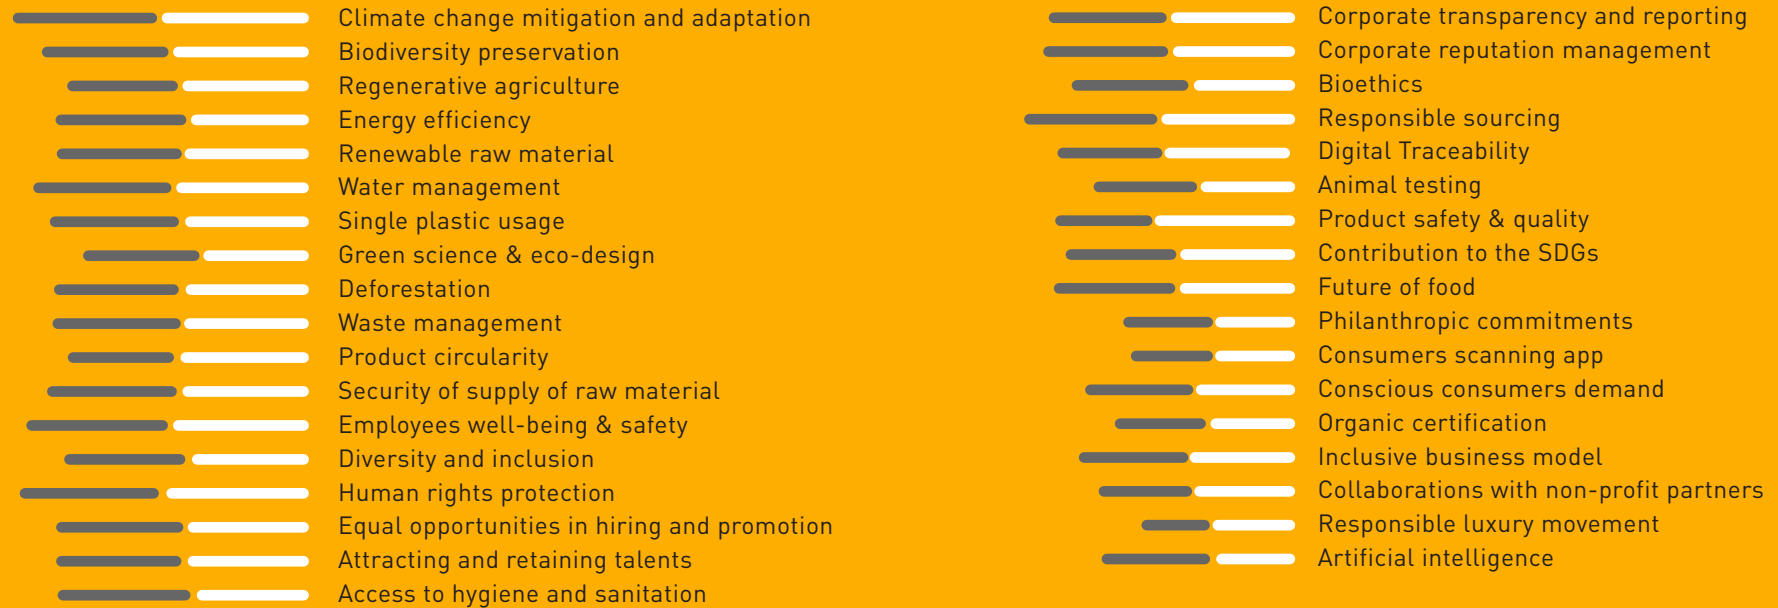 Climate change mitigation and adaptation
Biodiversity preservation
Regenerative agriculture
Energy efficiency
Renewable raw material
Water management
Single plastic usage
Green science & eco-design
Deforestation
Waste management
Product circularity
Security of supply of raw material
Employees well-being & safety
Diversity and inclusion
Human rights protection
Equal opportunities in hiring and promotion
Attracting and retaining talents
Access to hygiene and sanitation
Corporate transparency and reporting
Corporate reputation management
Bioethics
Responsible sourcing
Digital Traceability
Animal testing
Product safety & quality
Contribution to the SDGs
Future of food
Philanthropic commitments
Consumers scanning app
Conscious consumers demand
Organic certification
Inclusive business model
Collaborations with non-profit partners
Responsible luxury movement
Artificial intelligence